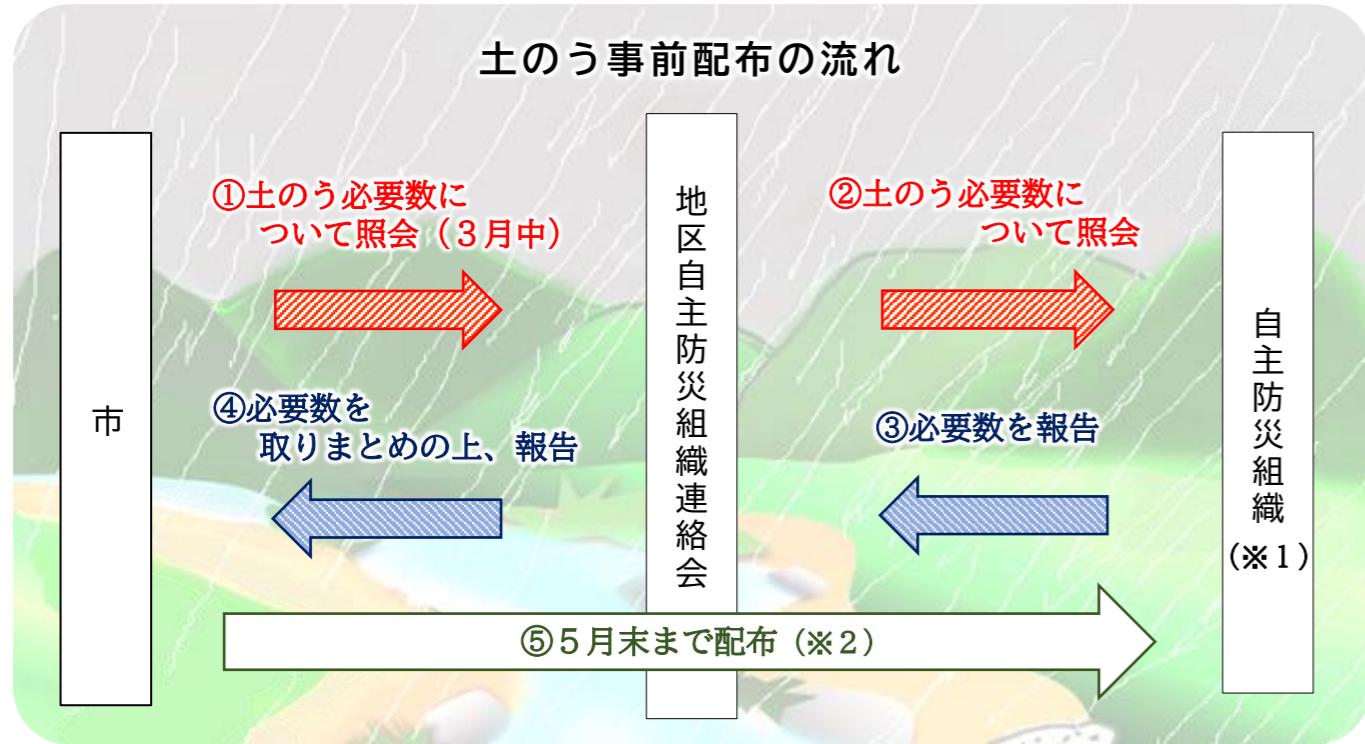 土のう事前配布の流れ
市
①土のう必要数に
ついて照会（３月中）
地区自主防災組織連絡会
②土のう必要数に
ついて照会
自主防災組織
（※１）
④必要数を
取りまとめの上、報告
③必要数を報告
⑤５月末まで配布（※２）